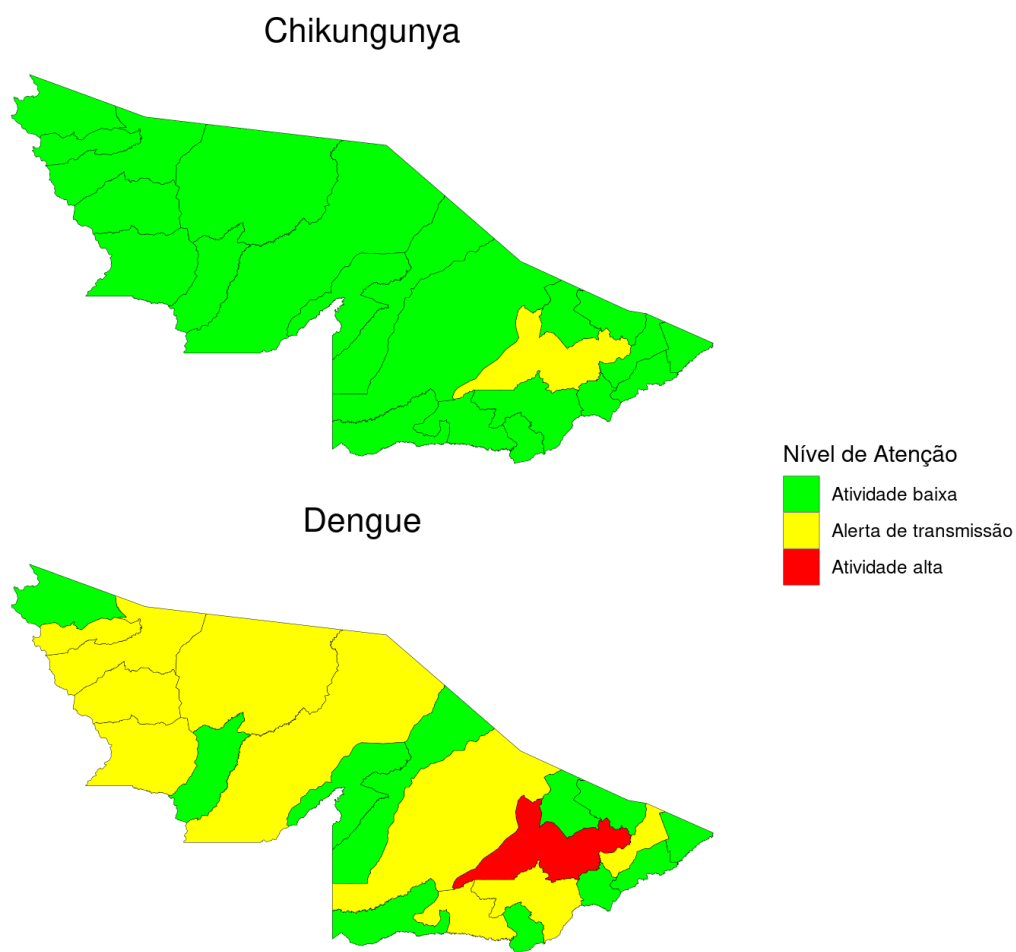 Chikungunya
Nível de Atenção
Atividade baixa
Alerta de transmissão
Atividade alta
Dengue